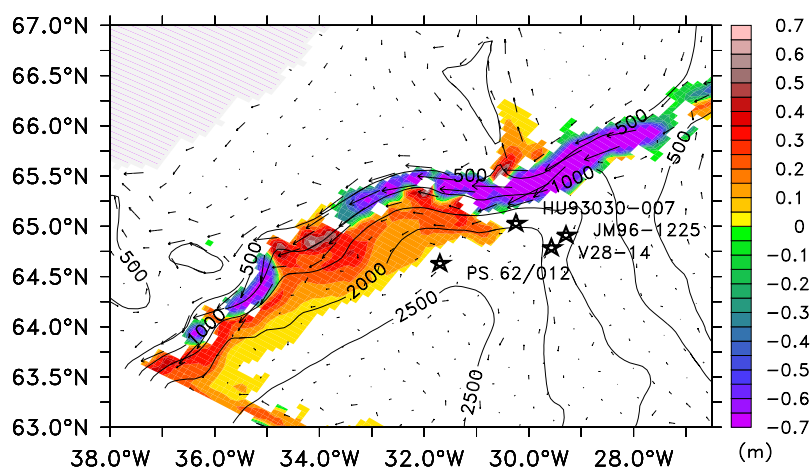 67.0°N
66.5°N
66.0°N
65.5°N
65.0°N
64.5°N
64.0°N
63.5°N
63.0°N
38.0°W
36.0°W
34.0°W
32.0°W
30.0°W
28.0°W
500
500
500
1000
500
500
1000
2000
2500
2500
HU93030-007
JM96-1225
V28-14
PS 62/012
0.7
0.6
0.5
0.4
0.3
0.2
0.1
0
-0.1
-0.2
-0.3
-0.4
-0.5
-0.6
-0.7
(m)